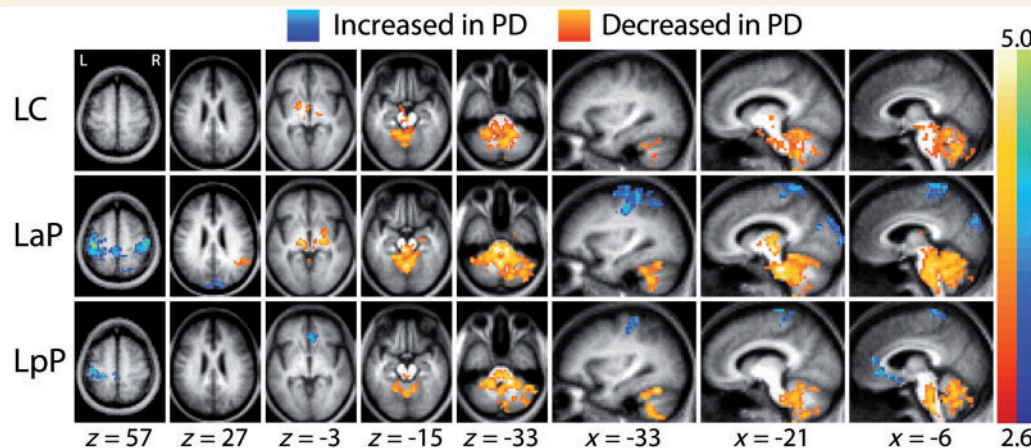 Increased in PD Decreased in PD
5.0
L R
LC
LaP
LpP
z = 57 z = 27 z = -3 z = -15 z = -33 x = -33 x = -21 x = -6 2.6